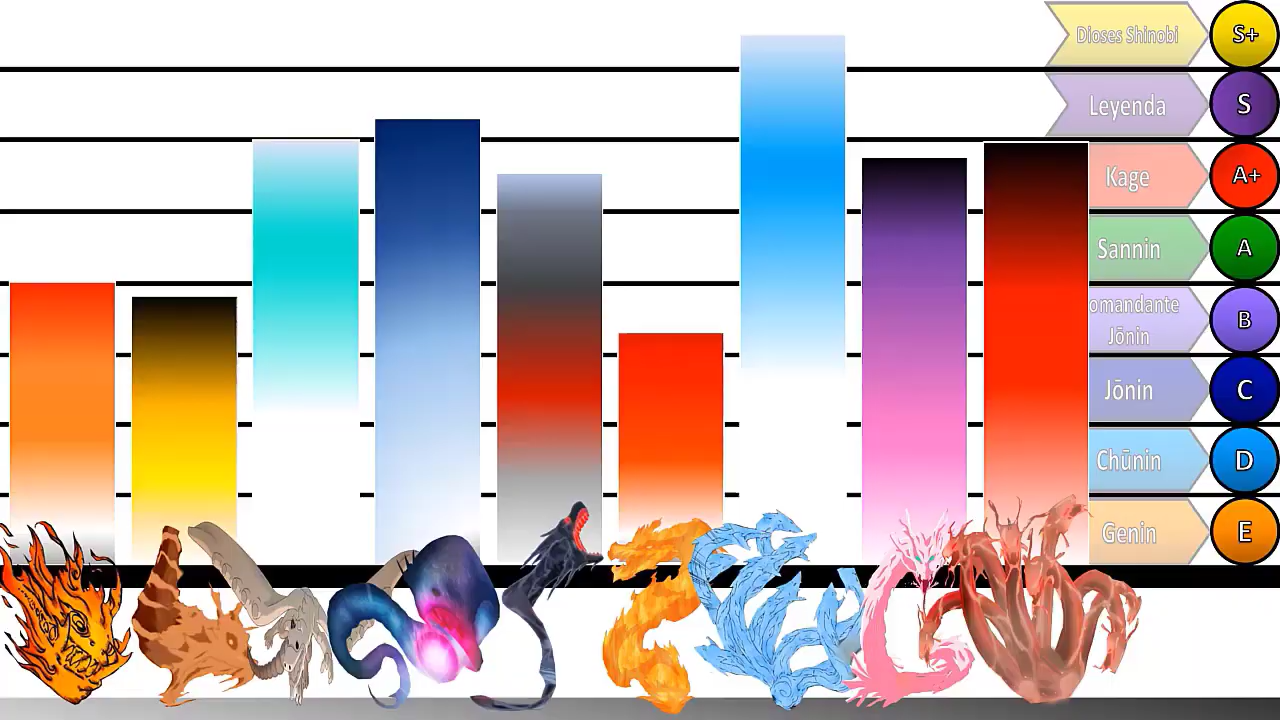 Dioses Shinobi S+
Leyenda S
Kage A+
Sannin A
omandante
Jōnin B
Jōnin C
Chūnin D
Genin E